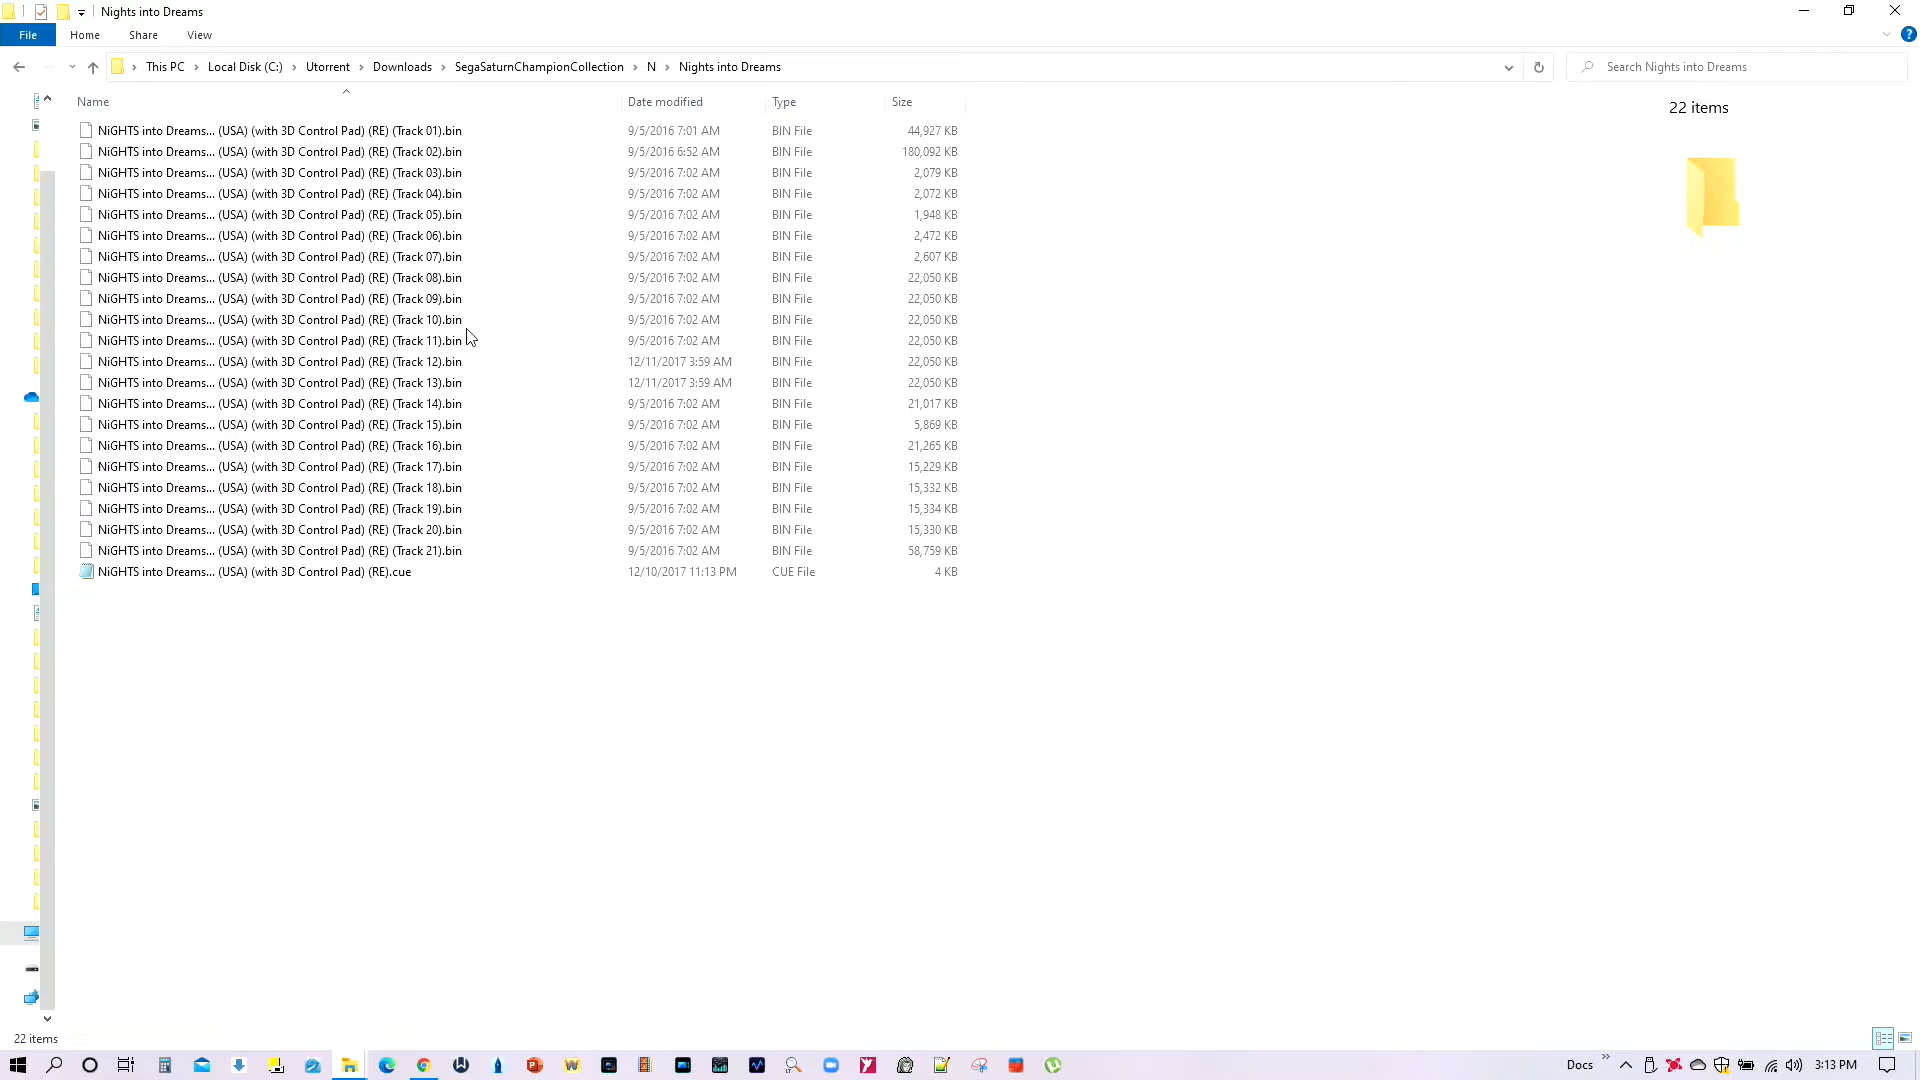 Nights into Dreams
File Home Share View
This PC Local Disk (C:) Utorrent Downloads SegaSaturnChampionCollection N Nights into Dreams Search Nights into Dreams
Name Date modified Type Size
22 items
NiGHTS into Dreams... (USA) (with 3D Control Pad) (RE) (Track 01).bin 9/5/2016 7:01 AM BIN File 44,927 KB
NiGHTS into Dreams... (USA) (with 3D Control Pad) (RE) (Track 02).bin 9/5/2016 6:52 AM BIN File 180,092 KB
NiGHTS into Dreams... (USA) (with 3D Control Pad) (RE) (Track 03).bin 9/5/2016 7:02 AM BIN File 2,079 KB
NiGHTS into Dreams... (USA) (with 3D Control Pad) (RE) (Track 04).bin 9/5/2016 7:02 AM BIN File 2,072 KB
NiGHTS into Dreams... (USA) (with 3D Control Pad) (RE) (Track 05).bin 9/5/2016 7:02 AM BIN File 1,948 KB
NiGHTS into Dreams... (USA) (with 3D Control Pad) (RE) (Track 06).bin 9/5/2016 7:02 AM BIN File 2,472 KB
NiGHTS into Dreams... (USA) (with 3D Control Pad) (RE) (Track 07).bin 9/5/2016 7:02 AM BIN File 2,607 KB
NiGHTS into Dreams... (USA) (with 3D Control Pad) (RE) (Track 08).bin 9/5/2016 7:02 AM BIN File 22,050 KB
NiGHTS into Dreams... (USA) (with 3D Control Pad) (RE) (Track 09).bin 9/5/2016 7:02 AM BIN File 22,050 KB
NiGHTS into Dreams... (USA) (with 3D Control Pad) (RE) (Track 10).bin 9/5/2016 7:02 AM BIN File 22,050 KB
NiGHTS into Dreams... (USA) (with 3D Control Pad) (RE) (Track 11).bin 9/5/2016 7:02 AM BIN File 22,050 KB
NiGHTS into Dreams... (USA) (with 3D Control Pad) (RE) (Track 12).bin 12/11/2017 3:59 AM BIN File 22,050 KB
NiGHTS into Dreams... (USA) (with 3D Control Pad) (RE) (Track 13).bin 12/11/2017 3:59 AM BIN File 22,050 KB
NiGHTS into Dreams... (USA) (with 3D Control Pad) (RE) (Track 14).bin 9/5/2016 7:02 AM BIN File 21,017 KB
NiGHTS into Dreams... (USA) (with 3D Control Pad) (RE) (Track 15).bin 9/5/2016 7:02 AM BIN File 5,869 KB
NiGHTS into Dreams... (USA) (with 3D Control Pad) (RE) (Track 16).bin 9/5/2016 7:02 AM BIN File 21,265 KB
NiGHTS into Dreams... (USA) (with 3D Control Pad) (RE) (Track 17).bin 9/5/2016 7:02 AM BIN File 15,229 KB
NiGHTS into Dreams... (USA) (with 3D Control Pad) (RE) (Track 18).bin 9/5/2016 7:02 AM BIN File 15,332 KB
NiGHTS into Dreams... (USA) (with 3D Control Pad) (RE) (Track 19).bin 9/5/2016 7:02 AM BIN File 15,334 KB
NiGHTS into Dreams... (USA) (with 3D Control Pad) (RE) (Track 20).bin 9/5/2016 7:02 AM BIN File 15,330 KB
NiGHTS into Dreams... (USA) (with 3D Control Pad) (RE) (Track 21).bin 9/5/2016 7:02 AM BIN File 58,759 KB
NiGHTS into Dreams... (USA) (with 3D Control Pad) (RE).cue 12/10/2017 11:13 PM CUE File 4 KB
22 items
Docs 3:13 PM